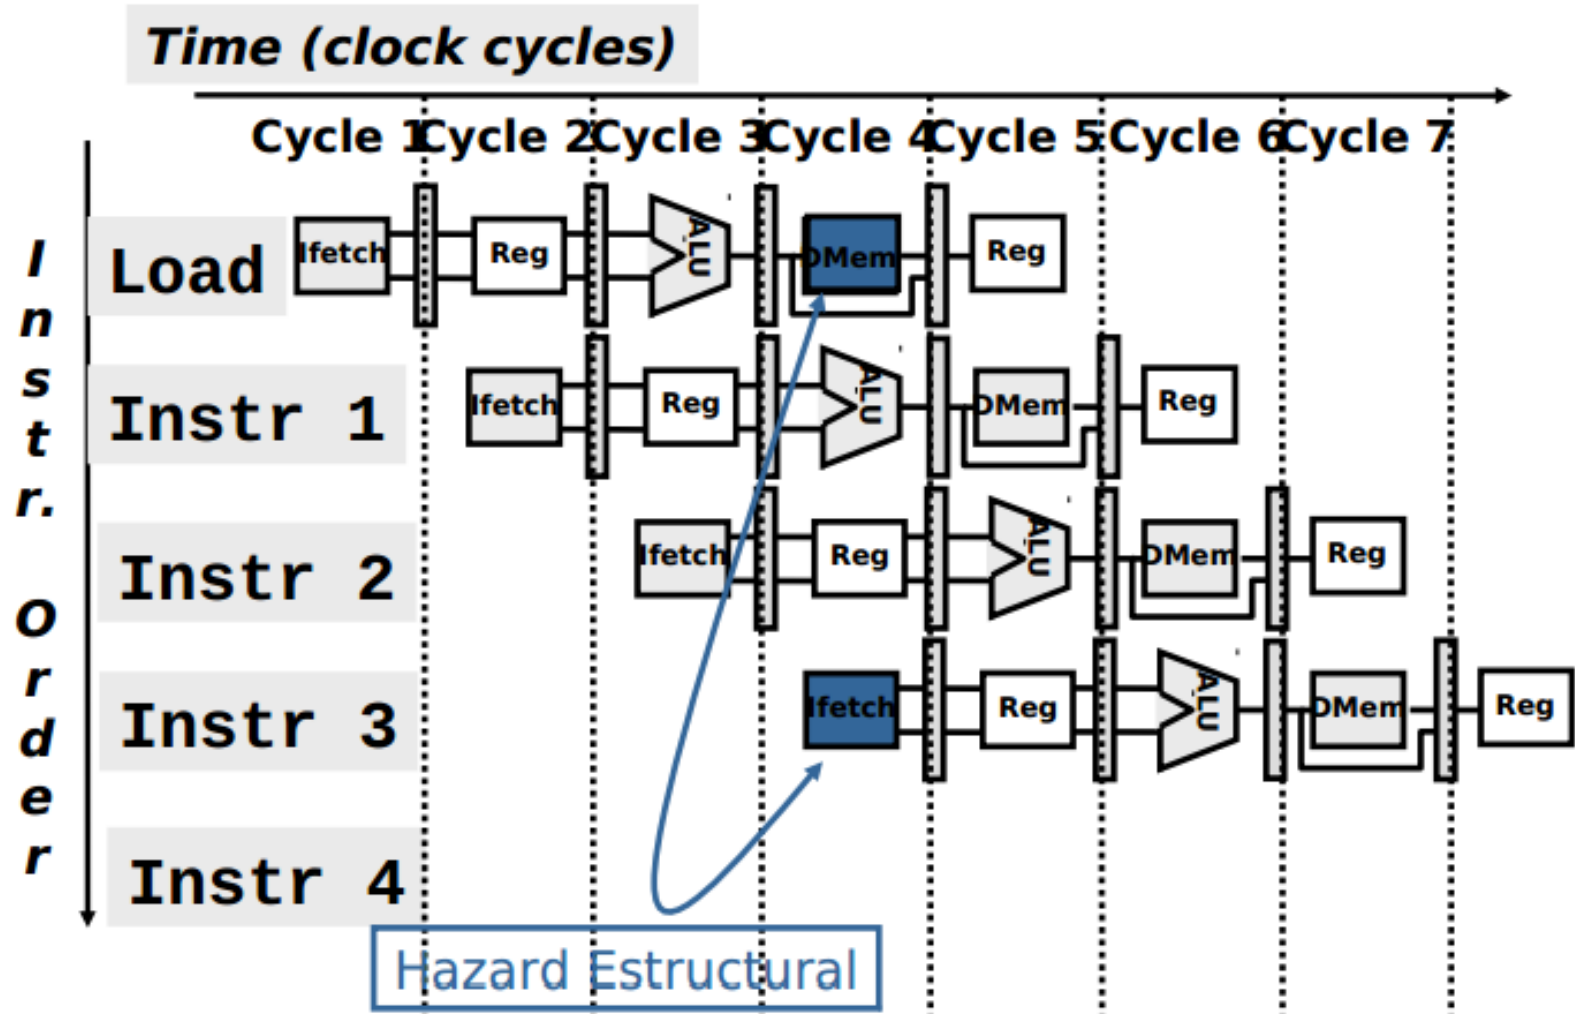 Time (clock cycles)
Cycle 1 Cycle 2 Cycle 3 Cycle 4 Cycle 5 Cycle 6 Cycle 7
Instr. Order
Load Ifetch Reg ALU DMem Reg
Instr 1 Ifetch Reg ALU DMem Reg
Instr 2 Ifetch Reg ALU DMem Reg
Instr 3 Ifetch Reg ALU DMem Reg
Instr 4
Hazard Estructural